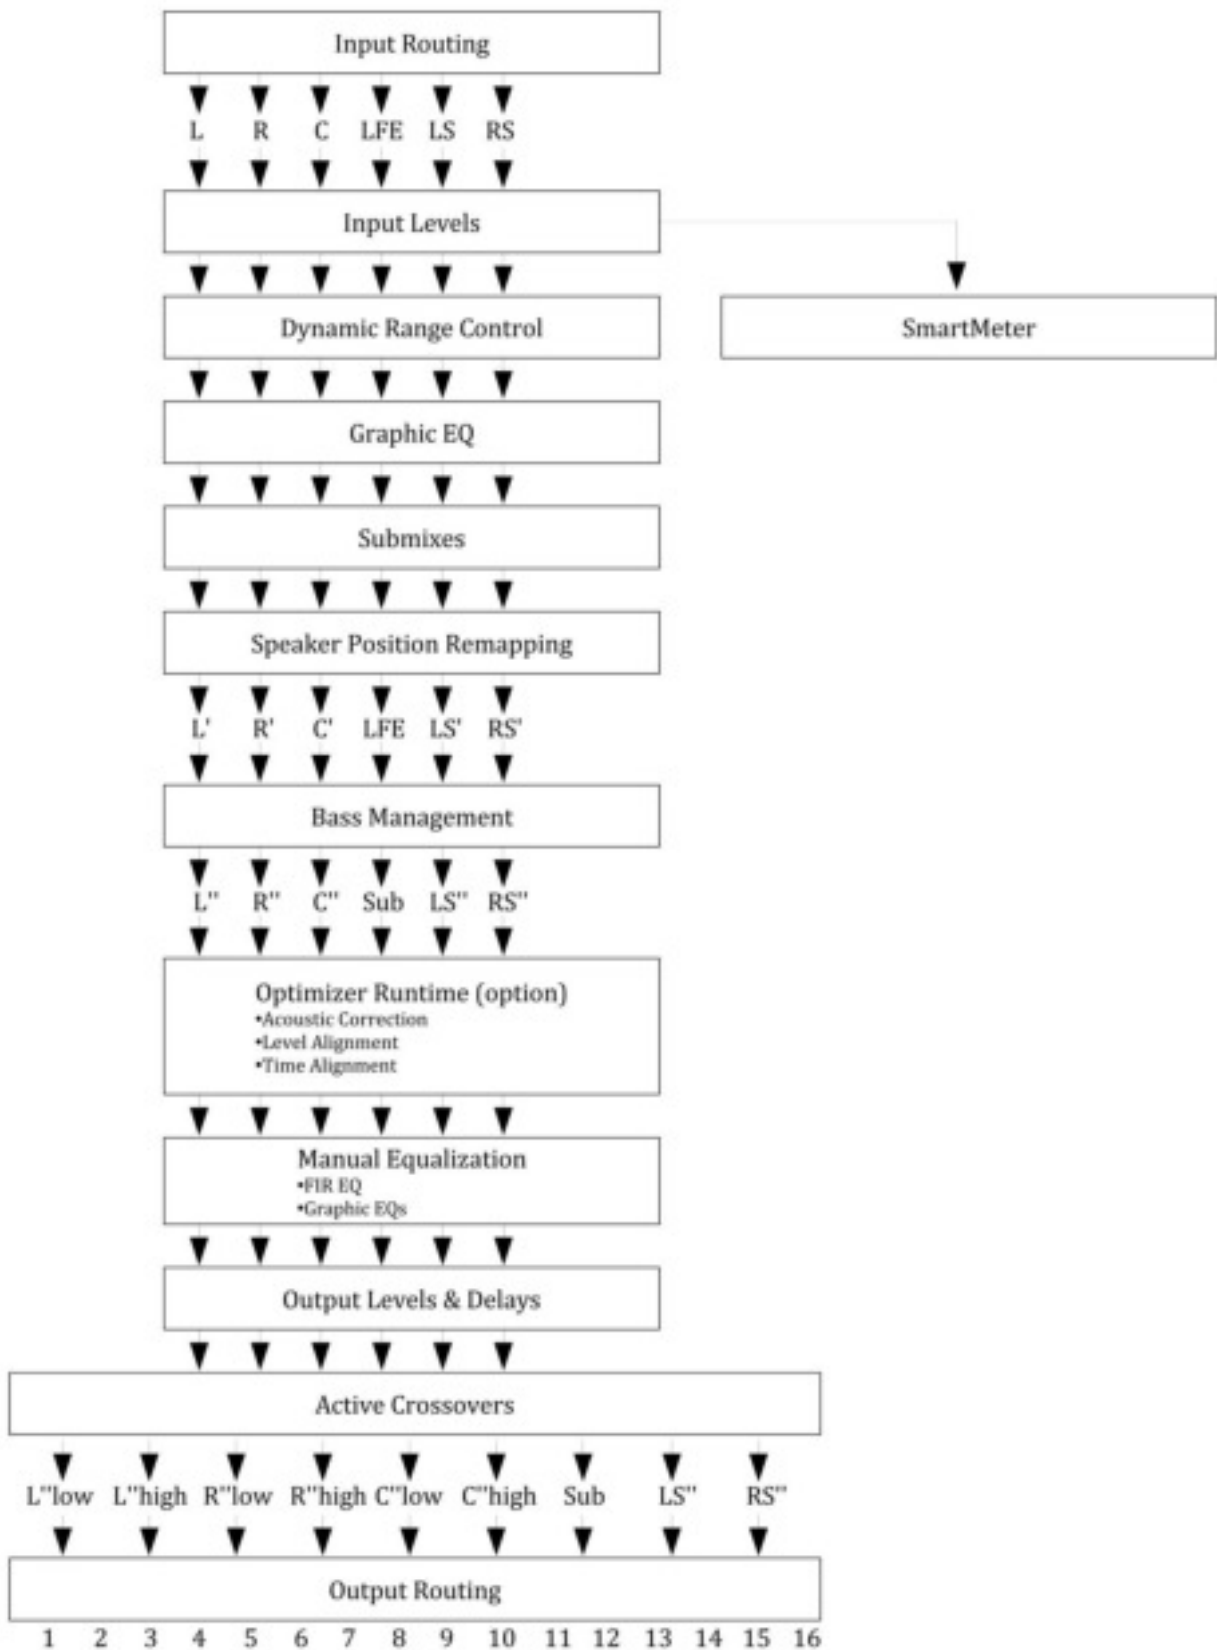 Input Routing
L R C LFE LS RS
Input Levels
Dynamic Range Control SmartMeter
Graphic EQ
Submixes
Speaker Position Remapping
L' R' C' LFE LS' RS'
Bass Management
L'' R'' C'' Sub LS'' RS''
Optimizer Runtime (option)
•Acoustic Correction
•Level Alignment
•Time Alignment
Manual Equalization
•FIR EQ
•Graphic EQs
Output Levels & Delays
Active Crossovers
L''low L''high R''low R''high C''low C''high Sub LS'' RS''
Output Routing
1 2 3 4 5 6 7 8 9 10 11 12 13 14 15 16